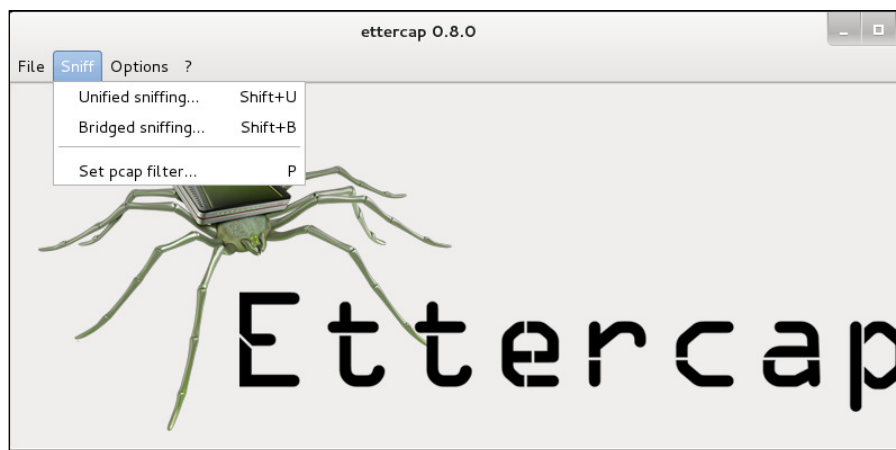 ettercap 0.8.0
File Sniff Options ?
Unified sniffing... Shift+U
Bridged sniffing... Shift+B
Set pcap filter... P
Ettercap